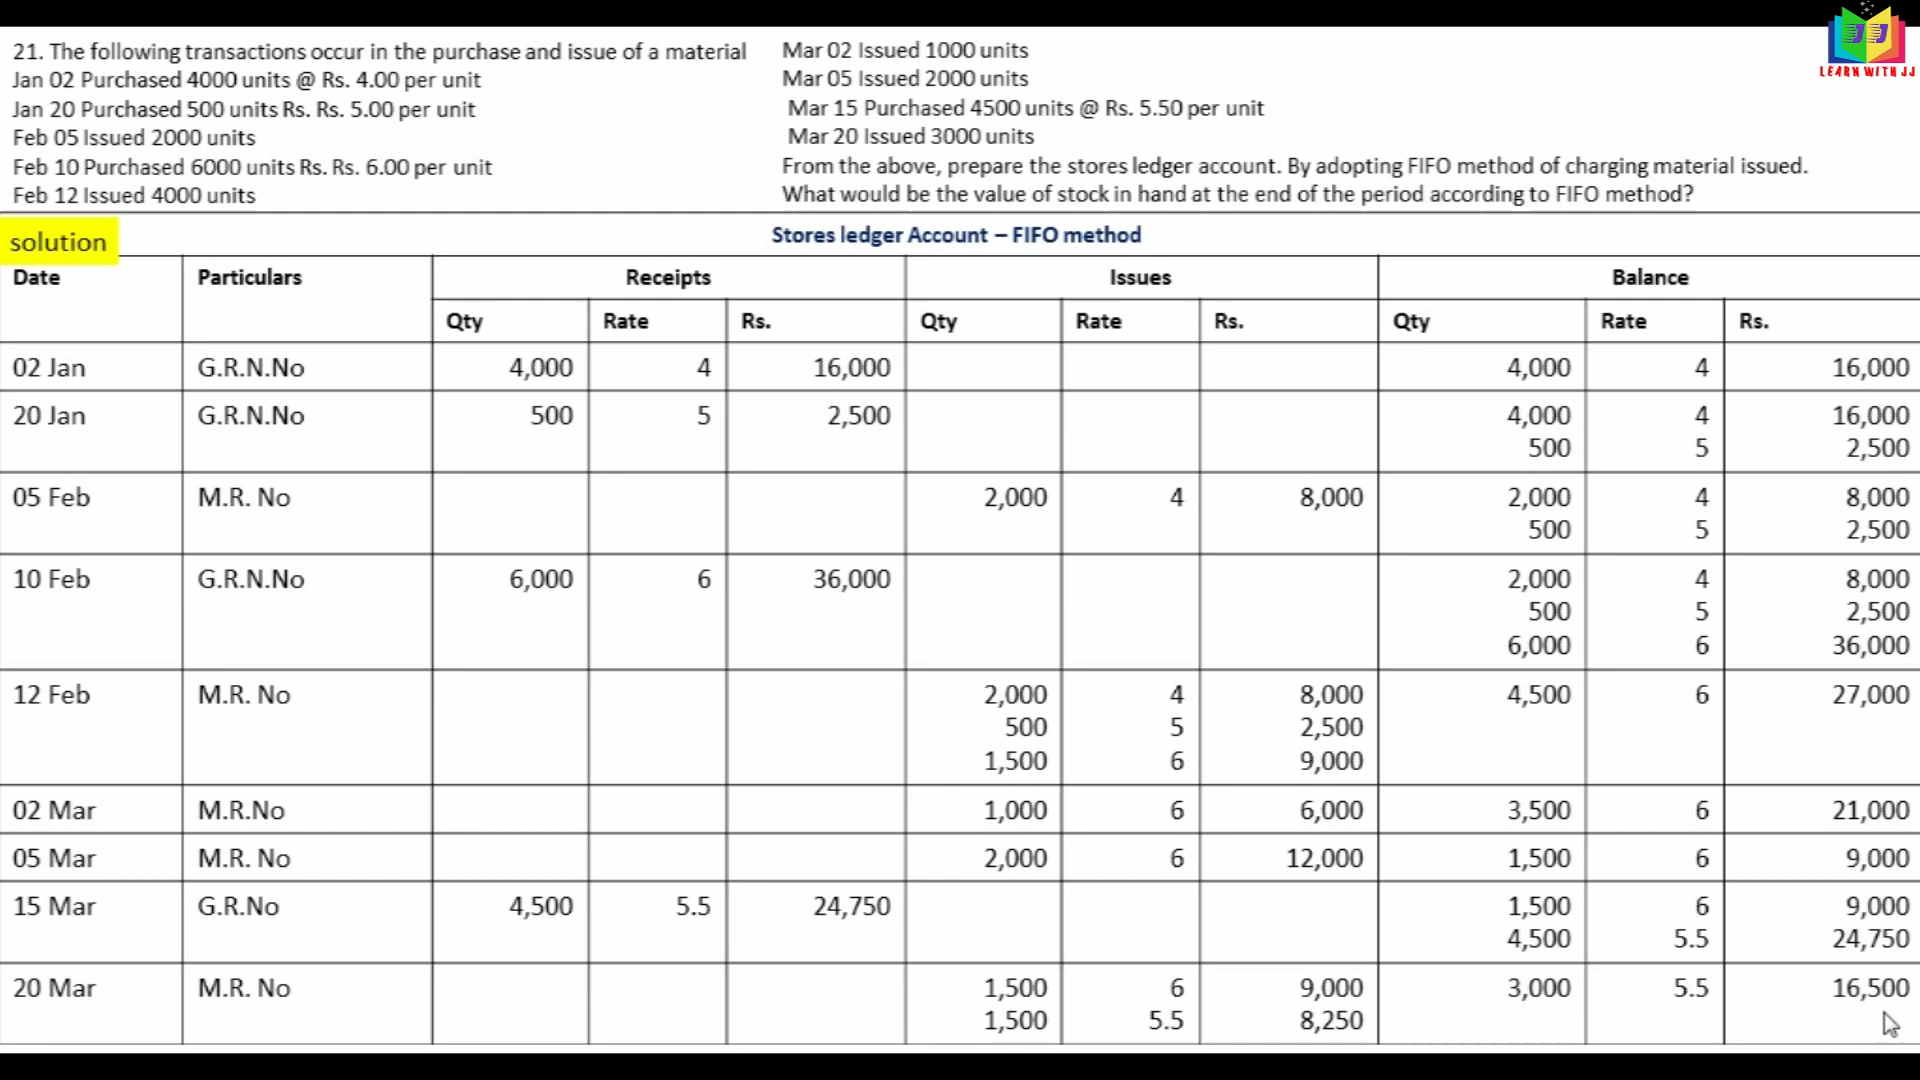 21. The following transactions occur in the purchase and issue of a material
Jan 02 Purchased 4000 units @ Rs. 4.00 per unit
Jan 20 Purchased 500 units Rs. Rs. 5.00 per unit
Feb 05 Issued 2000 units
Feb 10 Purchased 6000 units Rs. Rs. 6.00 per unit
Feb 12 Issued 4000 units
Mar 02 Issued 1000 units
Mar 05 Issued 2000 units
Mar 15 Purchased 4500 units @ Rs. 5.50 per unit
Mar 20 Issued 3000 units
From the above, prepare the stores ledger account. By adopting FIFO method of charging material issued.
What would be the value of stock in hand at the end of the period according to FIFO method?
JJ
LEARN WITH JJ
solution
Stores ledger Account – FIFO method
Date Particulars Receipts Issues Balance
Qty Rate Rs. Qty Rate Rs. Qty Rate Rs.
02 Jan G.R.N.No 4,000 4 16,000 4,000 4 16,000
20 Jan G.R.N.No 500 5 2,500 4,000 4 16,000
500 5 2,500
05 Feb M.R. No 2,000 4 8,000 2,000 4 8,000
500 5 2,500
10 Feb G.R.N.No 6,000 6 36,000 2,000 4 8,000
500 5 2,500
6,000 6 36,000
12 Feb M.R. No 2,000 4 8,000 4,500 6 27,000
500 5 2,500
1,500 6 9,000
02 Mar M.R.No 1,000 6 6,000 3,500 6 21,000
05 Mar M.R. No 2,000 6 12,000 1,500 6 9,000
15 Mar G.R.No 4,500 5.5 24,750 1,500 6 9,000
4,500 5.5 24,750
20 Mar M.R. No 1,500 6 9,000 3,000 5.5 16,500
1,500 5.5 8,250